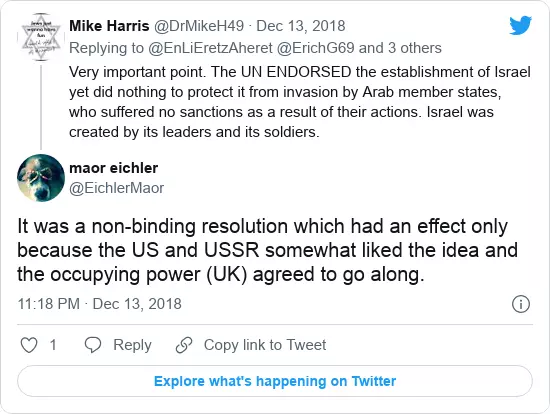 Mike Harris @DrMikeH49 · Dec 13, 2018
Replying to @EnLiEretzAheret @ErichG69 and 3 others
Very important point. The UN ENDORSED the establishment of Israel
yet did nothing to protect it from invasion by Arab member states,
who suffered no sanctions as a result of their actions. Israel was
created by its leaders and its soldiers.
maor eichler
@EichlerMaor
It was a non-binding resolution which had an effect only
because the US and USSR somewhat liked the idea and
the occupying power (UK) agreed to go along.
11:18 PM · Dec 13, 2018
1 Reply Copy link to Tweet
Explore what's happening on Twitter